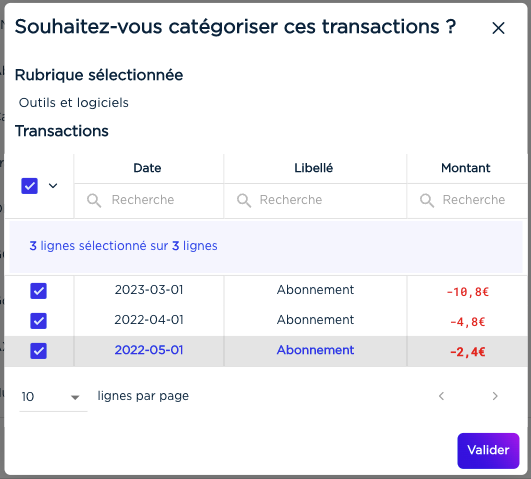 Souhaitez-vous catégoriser ces transactions ?
Rubrique sélectionnée
Outils et logiciels
Transactions
Date Libellé Montant
Recherche Recherche Recherche
3 lignes sélectionné sur 3 lignes
2023-03-01 Abonnement -10,8€
2022-04-01 Abonnement -4,8€
2022-05-01 Abonnement -2,4€
10 lignes par page
Valider